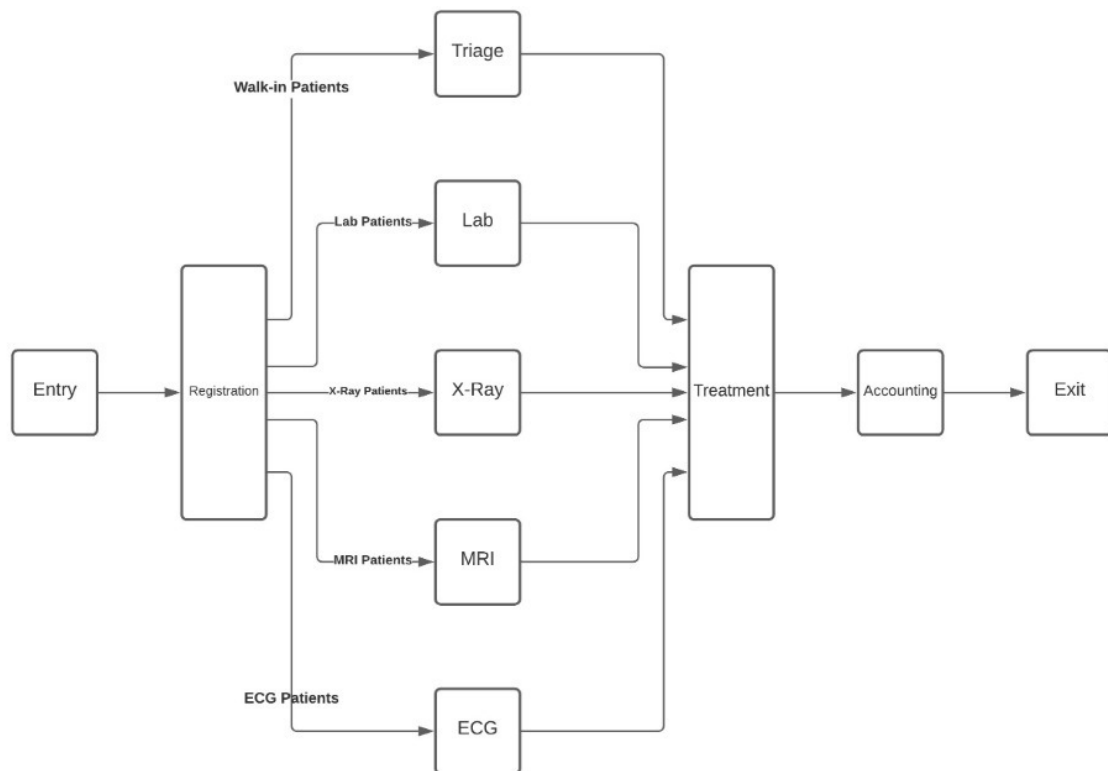 Triage
Walk-in Patients
Lab Patients
Lab
Entry
Registration
X-Ray Patients
X-Ray
Treatment
Accounting
Exit
MRI Patients
MRI
ECG Patients
ECG